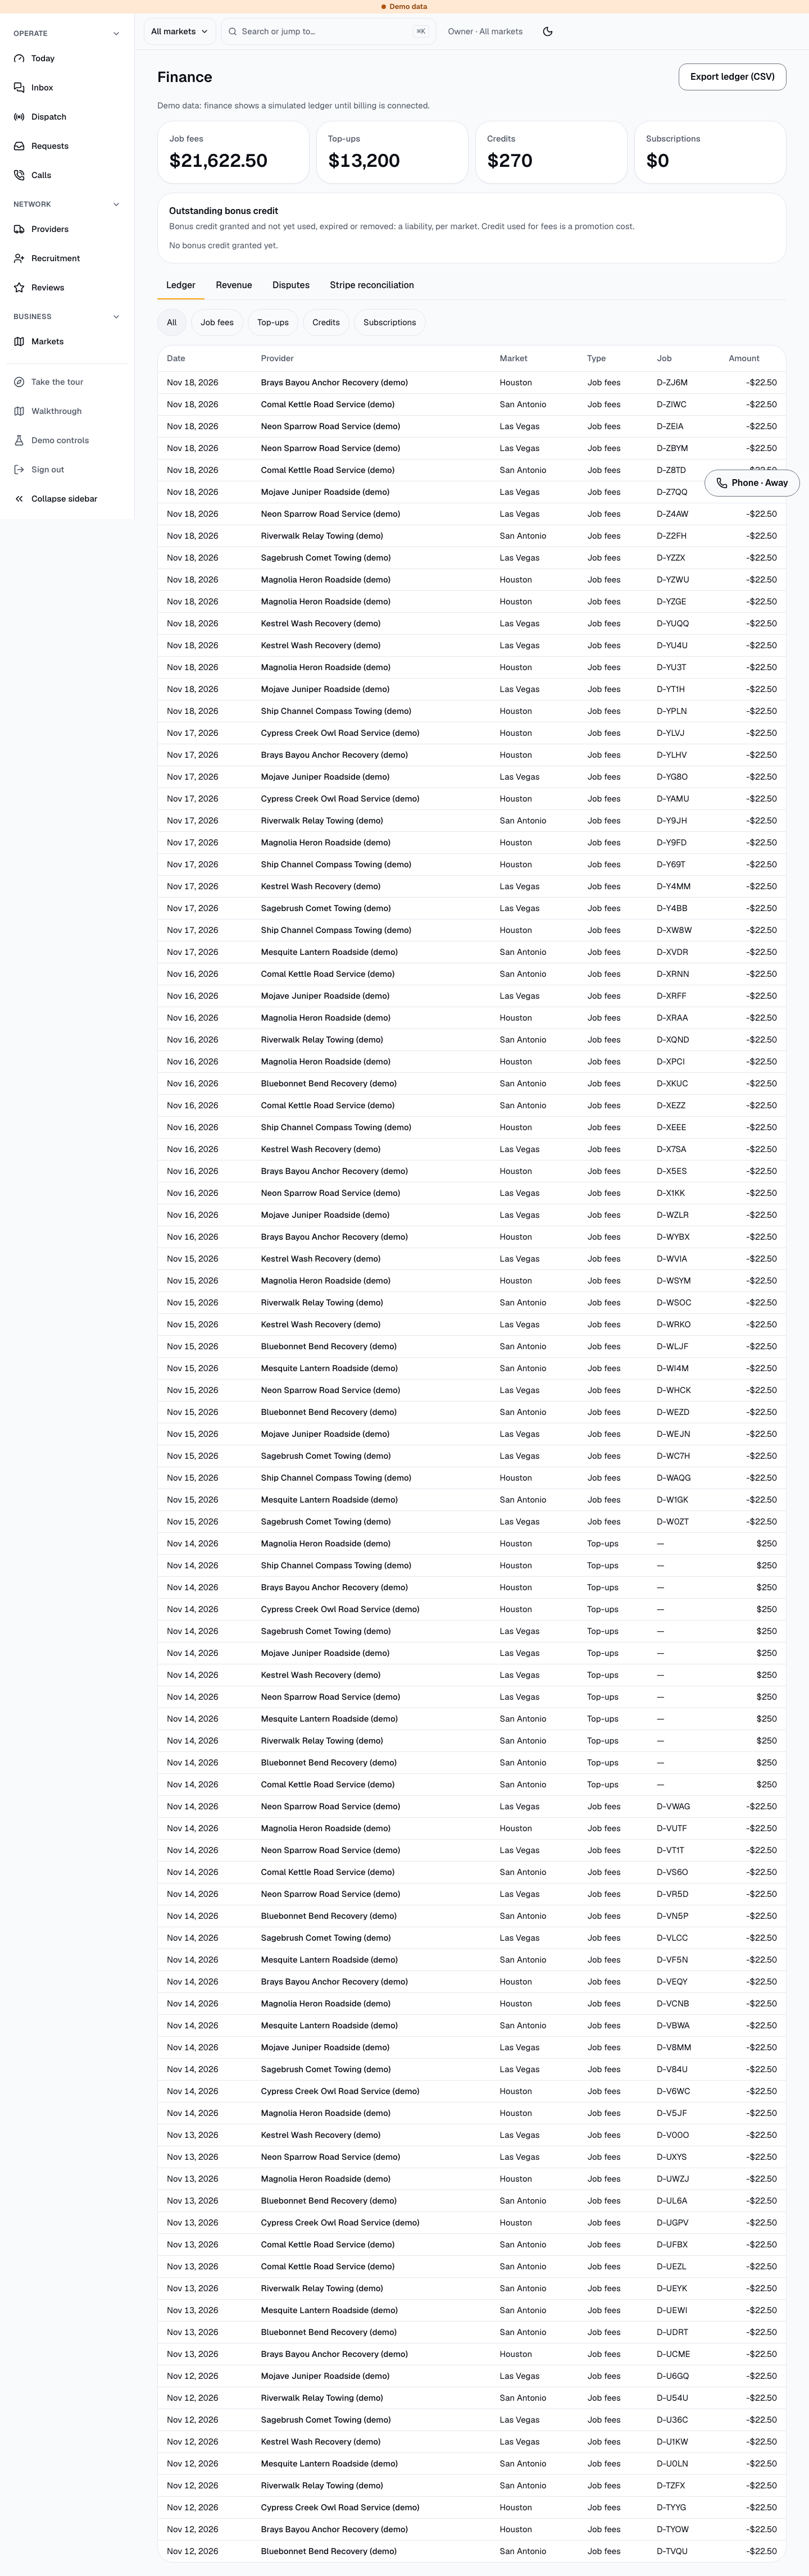 Demo data
OPERATE
Today
Inbox
Dispatch
Requests
Calls
NETWORK
Providers
Recruitment
Reviews
BUSINESS
Markets
Take the tour
Walkthrough
Demo controls
Sign out
Collapse sidebar
All markets
Search or jump to...
⌘K
Owner · All markets
Finance
Export ledger (CSV)
Demo data: finance shows a simulated ledger until billing is connected.
Job fees
$21,622.50
Top-ups
$13,200
Credits
$270
Subscriptions
$0
Outstanding bonus credit
Bonus credit granted and not yet used, expired or removed: a liability, per market. Credit used for fees is a promotion cost.
No bonus credit granted yet.
Ledger Revenue Disputes Stripe reconciliation
All Job fees Top-ups Credits Subscriptions
Date Provider Market Type Job Amount
Nov 18, 2026 Brays Bayou Anchor Recovery (demo) Houston Job fees D-ZJ6M -$22.50
Nov 18, 2026 Comal Kettle Road Service (demo) San Antonio Job fees D-ZIWC -$22.50
Nov 18, 2026 Neon Sparrow Road Service (demo) Las Vegas Job fees D-ZEIA -$22.50
Nov 18, 2026 Neon Sparrow Road Service (demo) Las Vegas Job fees D-ZBYM -$22.50
Nov 18, 2026 Comal Kettle Road Service (demo) San Antonio Job fees D-Z8TD
Phone · Away
Nov 18, 2026 Mojave Juniper Roadside (demo) Las Vegas Job fees D-Z7QQ
Nov 18, 2026 Neon Sparrow Road Service (demo) Las Vegas Job fees D-Z4AW -$22.50
Nov 18, 2026 Riverwalk Relay Towing (demo) San Antonio Job fees D-Z2FH -$22.50
Nov 18, 2026 Sagebrush Comet Towing (demo) Las Vegas Job fees D-YZZX -$22.50
Nov 18, 2026 Magnolia Heron Roadside (demo) Houston Job fees D-YZWU -$22.50
Nov 18, 2026 Magnolia Heron Roadside (demo) Houston Job fees D-YZGE -$22.50
Nov 18, 2026 Kestrel Wash Recovery (demo) Las Vegas Job fees D-YUQQ -$22.50
Nov 18, 2026 Kestrel Wash Recovery (demo) Las Vegas Job fees D-YU4U -$22.50
Nov 18, 2026 Magnolia Heron Roadside (demo) Houston Job fees D-YU3T -$22.50
Nov 18, 2026 Mojave Juniper Roadside (demo) Las Vegas Job fees D-YT1H -$22.50
Nov 18, 2026 Ship Channel Compass Towing (demo) Houston Job fees D-YPLN -$22.50
Nov 17, 2026 Cypress Creek Owl Road Service (demo) Houston Job fees D-YLVJ -$22.50
Nov 17, 2026 Brays Bayou Anchor Recovery (demo) Houston Job fees D-YLHV -$22.50
Nov 17, 2026 Mojave Juniper Roadside (demo) Las Vegas Job fees D-YG8O -$22.50
Nov 17, 2026 Cypress Creek Owl Road Service (demo) Houston Job fees D-YAMU -$22.50
Nov 17, 2026 Riverwalk Relay Towing (demo) San Antonio Job fees D-Y9JH -$22.50
Nov 17, 2026 Magnolia Heron Roadside (demo) Houston Job fees D-Y9FD -$22.50
Nov 17, 2026 Ship Channel Compass Towing (demo) Houston Job fees D-Y69T -$22.50
Nov 17, 2026 Kestrel Wash Recovery (demo) Las Vegas Job fees D-Y4MM -$22.50
Nov 17, 2026 Sagebrush Comet Towing (demo) Las Vegas Job fees D-Y4BB -$22.50
Nov 17, 2026 Ship Channel Compass Towing (demo) Houston Job fees D-XW8W -$22.50
Nov 17, 2026 Mesquite Lantern Roadside (demo) San Antonio Job fees D-XVDR -$22.50
Nov 16, 2026 Comal Kettle Road Service (demo) San Antonio Job fees D-XRNN -$22.50
Nov 16, 2026 Mojave Juniper Roadside (demo) Las Vegas Job fees D-XRFF -$22.50
Nov 16, 2026 Magnolia Heron Roadside (demo) Houston Job fees D-XRAA -$22.50
Nov 16, 2026 Riverwalk Relay Towing (demo) San Antonio Job fees D-XQND -$22.50
Nov 16, 2026 Magnolia Heron Roadside (demo) Houston Job fees D-XPCI -$22.50
Nov 16, 2026 Bluebonnet Bend Recovery (demo) San Antonio Job fees D-XKUC -$22.50
Nov 16, 2026 Comal Kettle Road Service (demo) San Antonio Job fees D-XEZZ -$22.50
Nov 16, 2026 Ship Channel Compass Towing (demo) Houston Job fees D-XEEE -$22.50
Nov 16, 2026 Kestrel Wash Recovery (demo) Las Vegas Job fees D-X7SA -$22.50
Nov 16, 2026 Brays Bayou Anchor Recovery (demo) Houston Job fees D-X5ES -$22.50
Nov 16, 2026 Neon Sparrow Road Service (demo) Las Vegas Job fees D-X1KK -$22.50
Nov 16, 2026 Mojave Juniper Roadside (demo) Las Vegas Job fees D-WZLR -$22.50
Nov 16, 2026 Brays Bayou Anchor Recovery (demo) Houston Job fees D-WYBX -$22.50
Nov 15, 2026 Kestrel Wash Recovery (demo) Las Vegas Job fees D-WVIA -$22.50
Nov 15, 2026 Magnolia Heron Roadside (demo) Houston Job fees D-WSYM -$22.50
Nov 15, 2026 Riverwalk Relay Towing (demo) San Antonio Job fees D-WSOC -$22.50
Nov 15, 2026 Kestrel Wash Recovery (demo) Las Vegas Job fees D-WRKO -$22.50
Nov 15, 2026 Bluebonnet Bend Recovery (demo) San Antonio Job fees D-WLJF -$22.50
Nov 15, 2026 Mesquite Lantern Roadside (demo) San Antonio Job fees D-WI4M -$22.50
Nov 15, 2026 Neon Sparrow Road Service (demo) Las Vegas Job fees D-WHCK -$22.50
Nov 15, 2026 Bluebonnet Bend Recovery (demo) San Antonio Job fees D-WEZD -$22.50
Nov 15, 2026 Mojave Juniper Roadside (demo) Las Vegas Job fees D-WEJN -$22.50
Nov 15, 2026 Sagebrush Comet Towing (demo) Las Vegas Job fees D-WC7H -$22.50
Nov 15, 2026 Ship Channel Compass Towing (demo) Houston Job fees D-WAQG -$22.50
Nov 15, 2026 Mesquite Lantern Roadside (demo) San Antonio Job fees D-W1GK -$22.50
Nov 15, 2026 Sagebrush Comet Towing (demo) Las Vegas Job fees D-W0ZT -$22.50
Nov 14, 2026 Magnolia Heron Roadside (demo) Houston Top-ups — $250
Nov 14, 2026 Ship Channel Compass Towing (demo) Houston Top-ups — $250
Nov 14, 2026 Brays Bayou Anchor Recovery (demo) Houston Top-ups — $250
Nov 14, 2026 Cypress Creek Owl Road Service (demo) Houston Top-ups — $250
Nov 14, 2026 Sagebrush Comet Towing (demo) Las Vegas Top-ups — $250
Nov 14, 2026 Mojave Juniper Roadside (demo) Las Vegas Top-ups — $250
Nov 14, 2026 Kestrel Wash Recovery (demo) Las Vegas Top-ups — $250
Nov 14, 2026 Neon Sparrow Road Service (demo) Las Vegas Top-ups — $250
Nov 14, 2026 Mesquite Lantern Roadside (demo) San Antonio Top-ups — $250
Nov 14, 2026 Riverwalk Relay Towing (demo) San Antonio Top-ups — $250
Nov 14, 2026 Bluebonnet Bend Recovery (demo) San Antonio Top-ups — $250
Nov 14, 2026 Comal Kettle Road Service (demo) San Antonio Top-ups — $250
Nov 14, 2026 Neon Sparrow Road Service (demo) Las Vegas Job fees D-VWAG -$22.50
Nov 14, 2026 Magnolia Heron Roadside (demo) Houston Job fees D-VUTF -$22.50
Nov 14, 2026 Neon Sparrow Road Service (demo) Las Vegas Job fees D-VT1T -$22.50
Nov 14, 2026 Comal Kettle Road Service (demo) San Antonio Job fees D-VS6O -$22.50
Nov 14, 2026 Neon Sparrow Road Service (demo) Las Vegas Job fees D-VR5D -$22.50
Nov 14, 2026 Bluebonnet Bend Recovery (demo) San Antonio Job fees D-VN5P -$22.50
Nov 14, 2026 Sagebrush Comet Towing (demo) Las Vegas Job fees D-VLCC -$22.50
Nov 14, 2026 Mesquite Lantern Roadside (demo) San Antonio Job fees D-VF5N -$22.50
Nov 14, 2026 Brays Bayou Anchor Recovery (demo) Houston Job fees D-VEQY -$22.50
Nov 14, 2026 Magnolia Heron Roadside (demo) Houston Job fees D-VCNB -$22.50
Nov 14, 2026 Mesquite Lantern Roadside (demo) San Antonio Job fees D-VBWA -$22.50
Nov 14, 2026 Mojave Juniper Roadside (demo) Las Vegas Job fees D-V8MM -$22.50
Nov 14, 2026 Sagebrush Comet Towing (demo) Las Vegas Job fees D-V84U -$22.50
Nov 14, 2026 Cypress Creek Owl Road Service (demo) Houston Job fees D-V6WC -$22.50
Nov 14, 2026 Magnolia Heron Roadside (demo) Houston Job fees D-V5JF -$22.50
Nov 13, 2026 Kestrel Wash Recovery (demo) Las Vegas Job fees D-V0OO -$22.50
Nov 13, 2026 Neon Sparrow Road Service (demo) Las Vegas Job fees D-UXYS -$22.50
Nov 13, 2026 Magnolia Heron Roadside (demo) Houston Job fees D-UWZJ -$22.50
Nov 13, 2026 Bluebonnet Bend Recovery (demo) San Antonio Job fees D-UL6A -$22.50
Nov 13, 2026 Cypress Creek Owl Road Service (demo) Houston Job fees D-UGPV -$22.50
Nov 13, 2026 Comal Kettle Road Service (demo) San Antonio Job fees D-UFBX -$22.50
Nov 13, 2026 Comal Kettle Road Service (demo) San Antonio Job fees D-UEZL -$22.50
Nov 13, 2026 Riverwalk Relay Towing (demo) San Antonio Job fees D-UEYK -$22.50
Nov 13, 2026 Mesquite Lantern Roadside (demo) San Antonio Job fees D-UEWI -$22.50
Nov 13, 2026 Bluebonnet Bend Recovery (demo) San Antonio Job fees D-UDRT -$22.50
Nov 13, 2026 Brays Bayou Anchor Recovery (demo) Houston Job fees D-UCME -$22.50
Nov 12, 2026 Mojave Juniper Roadside (demo) Las Vegas Job fees D-U6GQ -$22.50
Nov 12, 2026 Riverwalk Relay Towing (demo) San Antonio Job fees D-U54U -$22.50
Nov 12, 2026 Sagebrush Comet Towing (demo) Las Vegas Job fees D-U36C -$22.50
Nov 12, 2026 Kestrel Wash Recovery (demo) Las Vegas Job fees D-U1KW -$22.50
Nov 12, 2026 Mesquite Lantern Roadside (demo) San Antonio Job fees D-U0LN -$22.50
Nov 12, 2026 Riverwalk Relay Towing (demo) San Antonio Job fees D-TZFX -$22.50
Nov 12, 2026 Cypress Creek Owl Road Service (demo) Houston Job fees D-TYYG -$22.50
Nov 12, 2026 Brays Bayou Anchor Recovery (demo) Houston Job fees D-TYOW -$22.50
Nov 12, 2026 Bluebonnet Bend Recovery (demo) San Antonio Job fees D-TVQU -$22.50